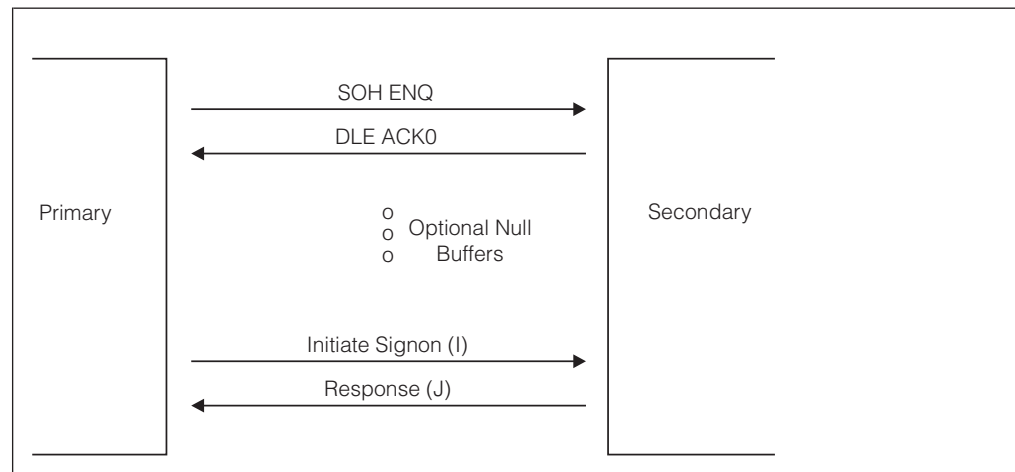 SOH ENQ
DLE ACK0
Primary
o
o Optional Null
o Buffers
Secondary
Initiate Signon (I)
Response (J)